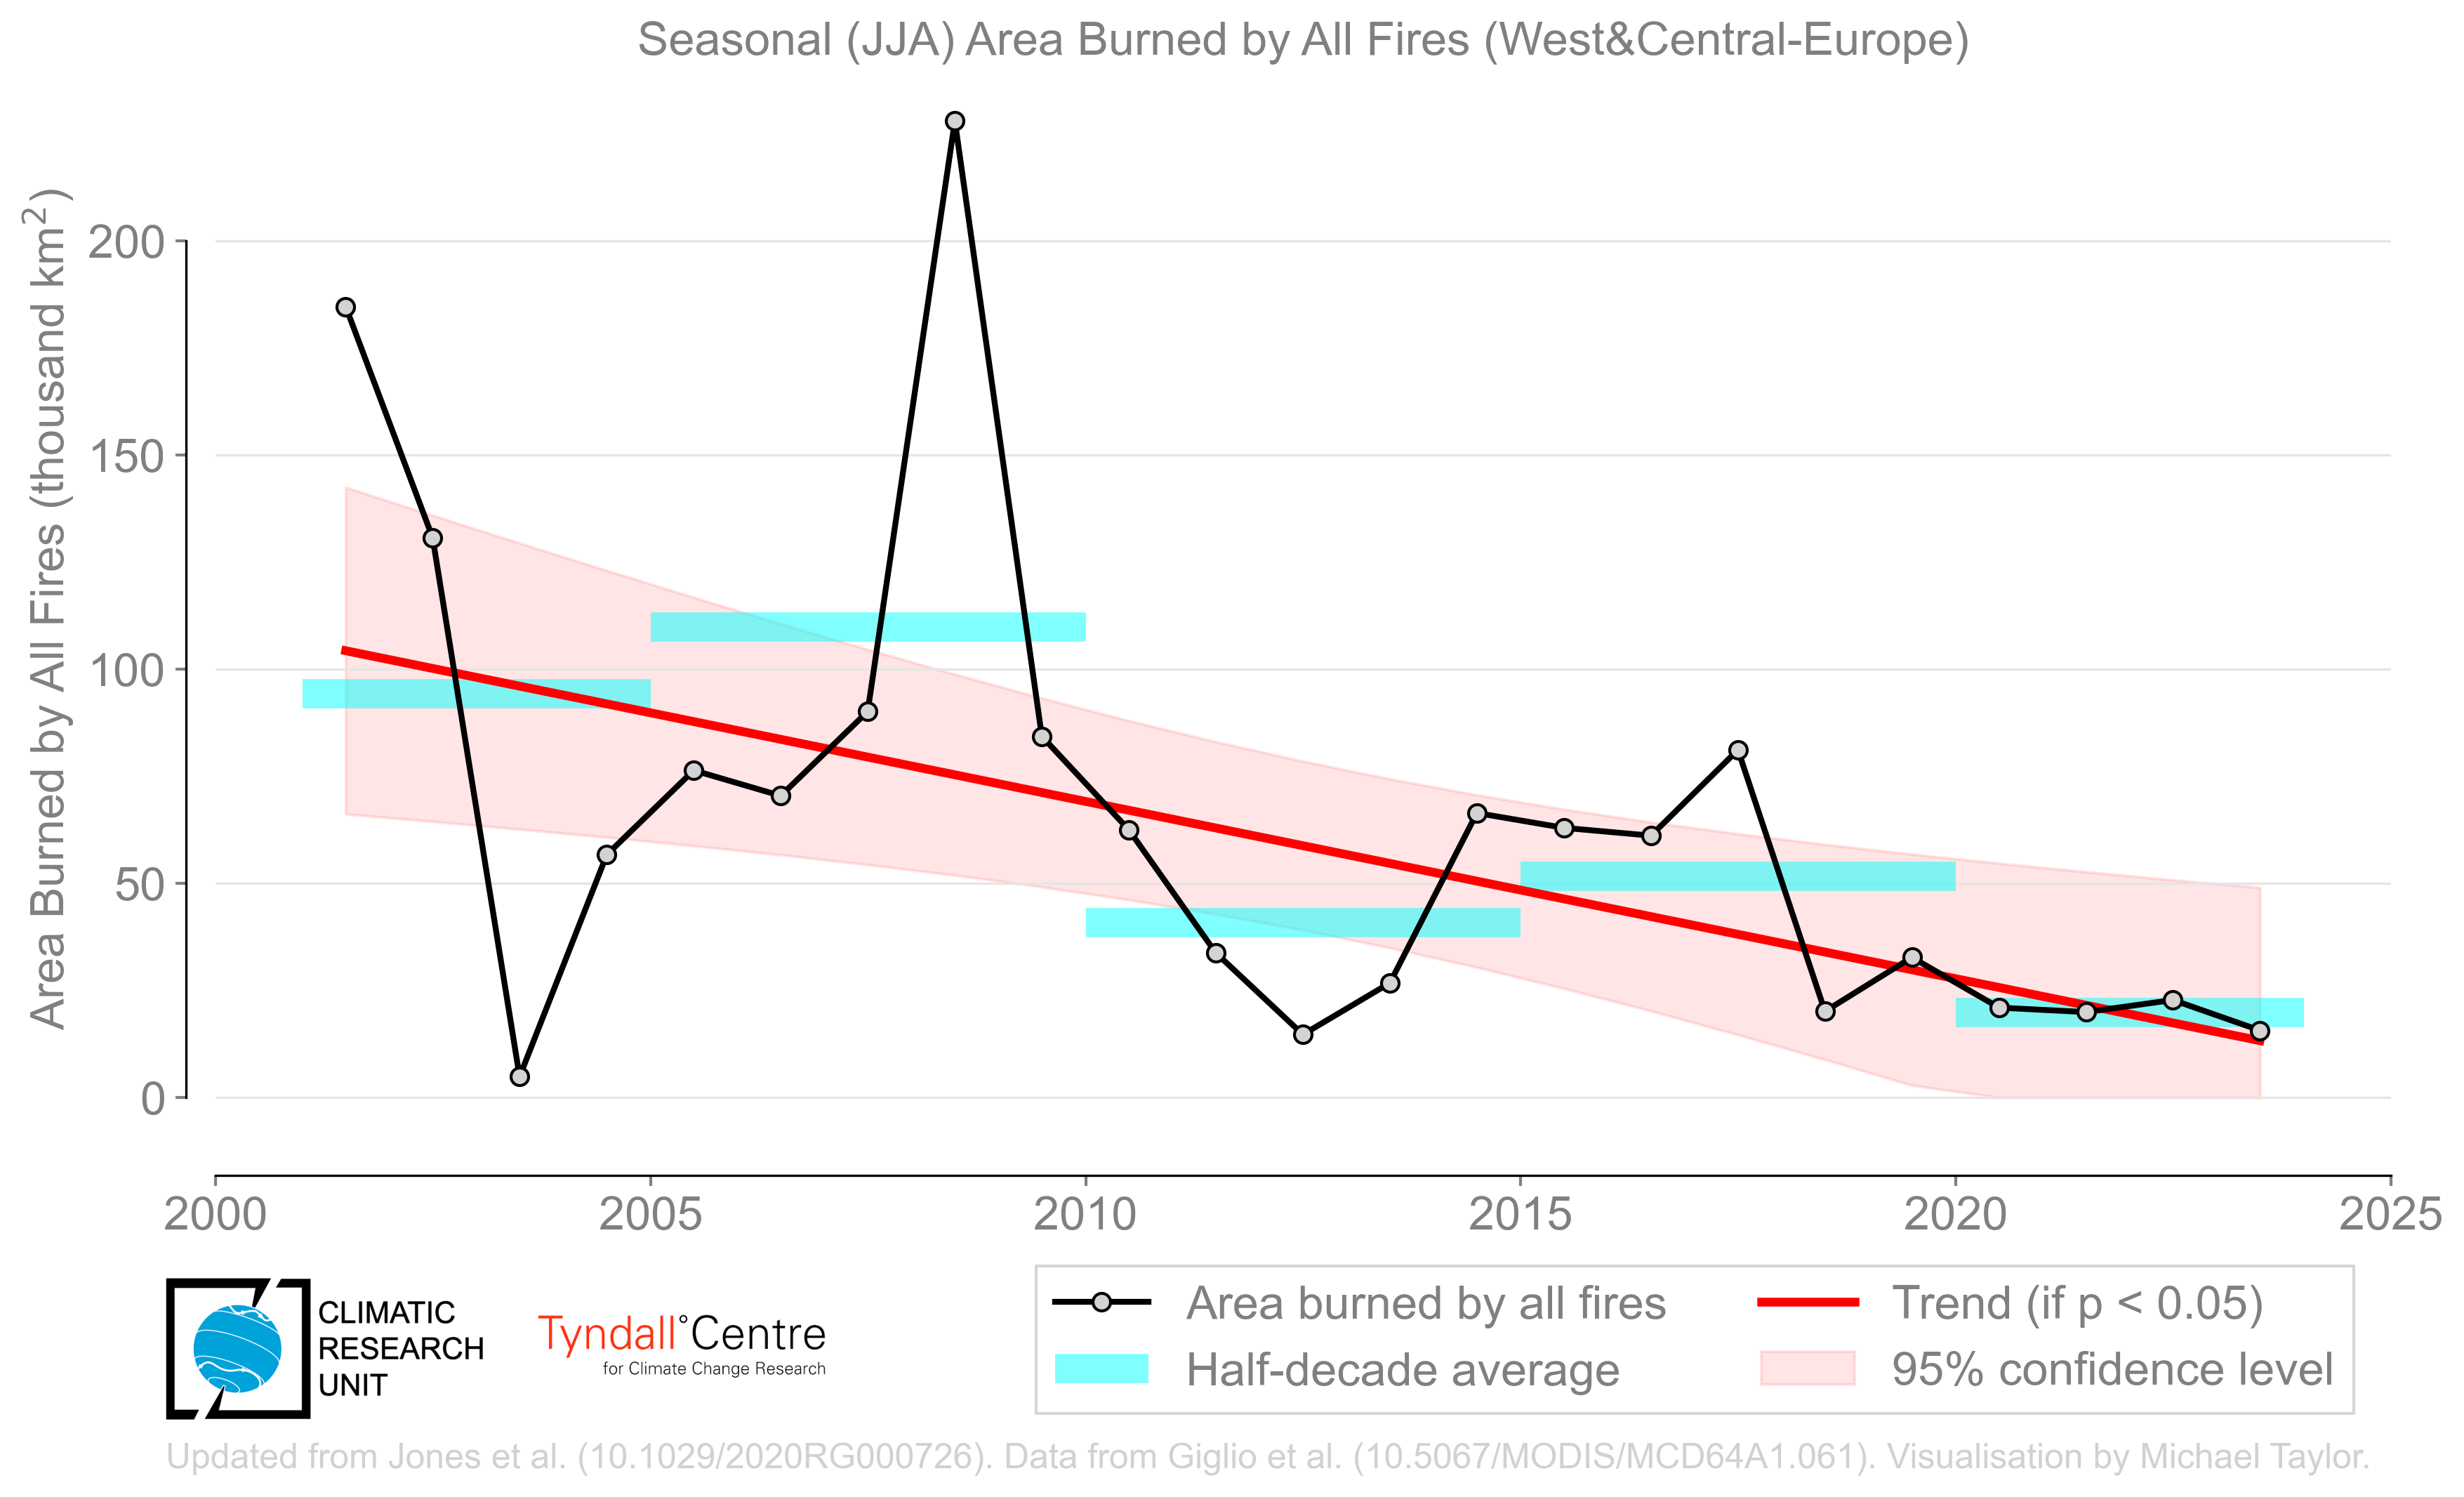 Seasonal (JJA) Area Burned by All Fires (West&Central-Europe)
Area Burned by All Fires (thousand km²)
200
150
100
50
0
2000 2005 2010 2015 2020 2025
CLIMATIC
RESEARCH
UNIT
Tyndall°Centre
for Climate Change Research
Area burned by all fires
Half-decade average
Trend (if p < 0.05)
95% confidence level
Updated from Jones et al. (10.1029/2020RG000726). Data from Giglio et al. (10.5067/MODIS/MCD64A1.061). Visualisation by Michael Taylor.